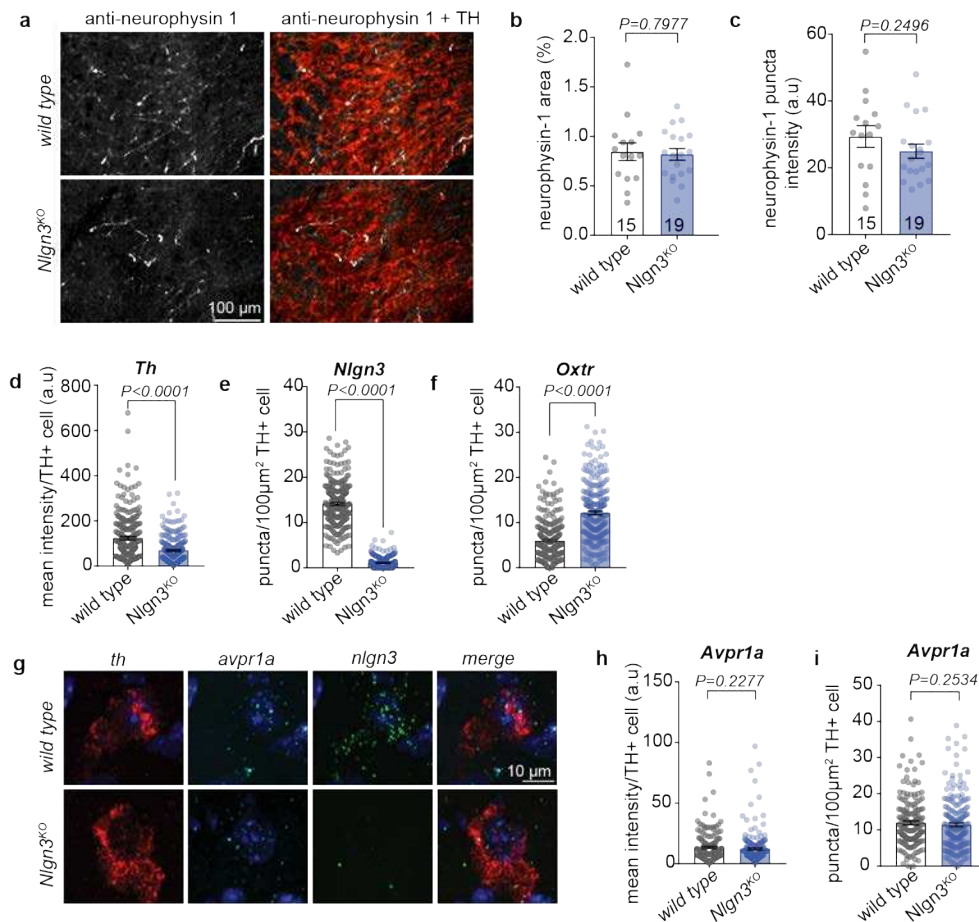 a
anti-neurophysin 1
anti-neurophysin 1 + TH
wild type
Nlgn3KO
100 µm
b
P=0.7977
neurophysin-1 area (%)
2.0
1.5
1.0
0.5
0.0
15
19
wild type
Nlgn3KO
c
P=0.2496
neurophysin-1 puncta
intensity (a.u)
60
40
20
0
15
19
wild type
Nlgn3KO
d
Th
P<0.0001
mean intensity/TH+ cell (a.u)
800
600
400
200
0
wild type
Nlgn3KO
e
Nlgn3
P<0.0001
puncta/100µm² TH+ cell
40
30
20
10
0
wild type
Nlgn3KO
f
Oxtr
P<0.0001
puncta/100µm² TH+ cell
40
30
20
10
0
wild type
Nlgn3KO
g
th
avpr1a
nlgn3
merge
wild type
Nlgn3KO
10 µm
h
Avpr1a
P=0.2277
mean intensity/TH+ cell (a.u)
150
100
50
0
wild type
Nlgn3KO
i
Avpr1a
P=0.2534
puncta/100µm² TH+ cell
50
40
30
20
10
0
wild type
Nlgn3KO